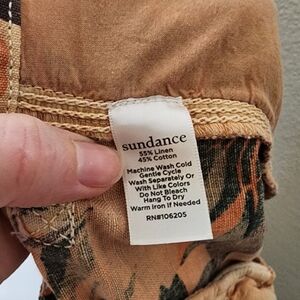 sundance
55% Linen
45% Cotton
Machine Wash Cold
Gentle Cycle
Wash Separately Or
With Like Colors
Do Not Bleach
Hang To Dry
Warm Iron if Needed
RN#106205